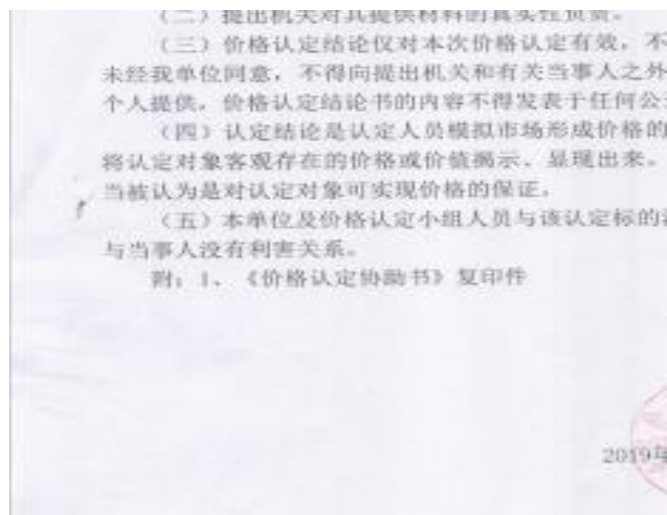 （二）提出机关对其提供材料的真实性负责。
（三）价格认定结论仅对本次价格认定有效，不
未经我单位同意，不得向提出机关和有关当事人之外
个人提供，价格认定结论书的内容不得发表于任何公
（四）认定结论是认定人员模拟市场形成价格的
将认定对象客观存在的价格或价值揭示、显现出来。
当被认为是对认定对象可实现价格的保证。
（五）本单位及价格认定小组人员与该认定标的
与当事人没有利害关系。
附：1、《价格认定协助书》复印件
2019年